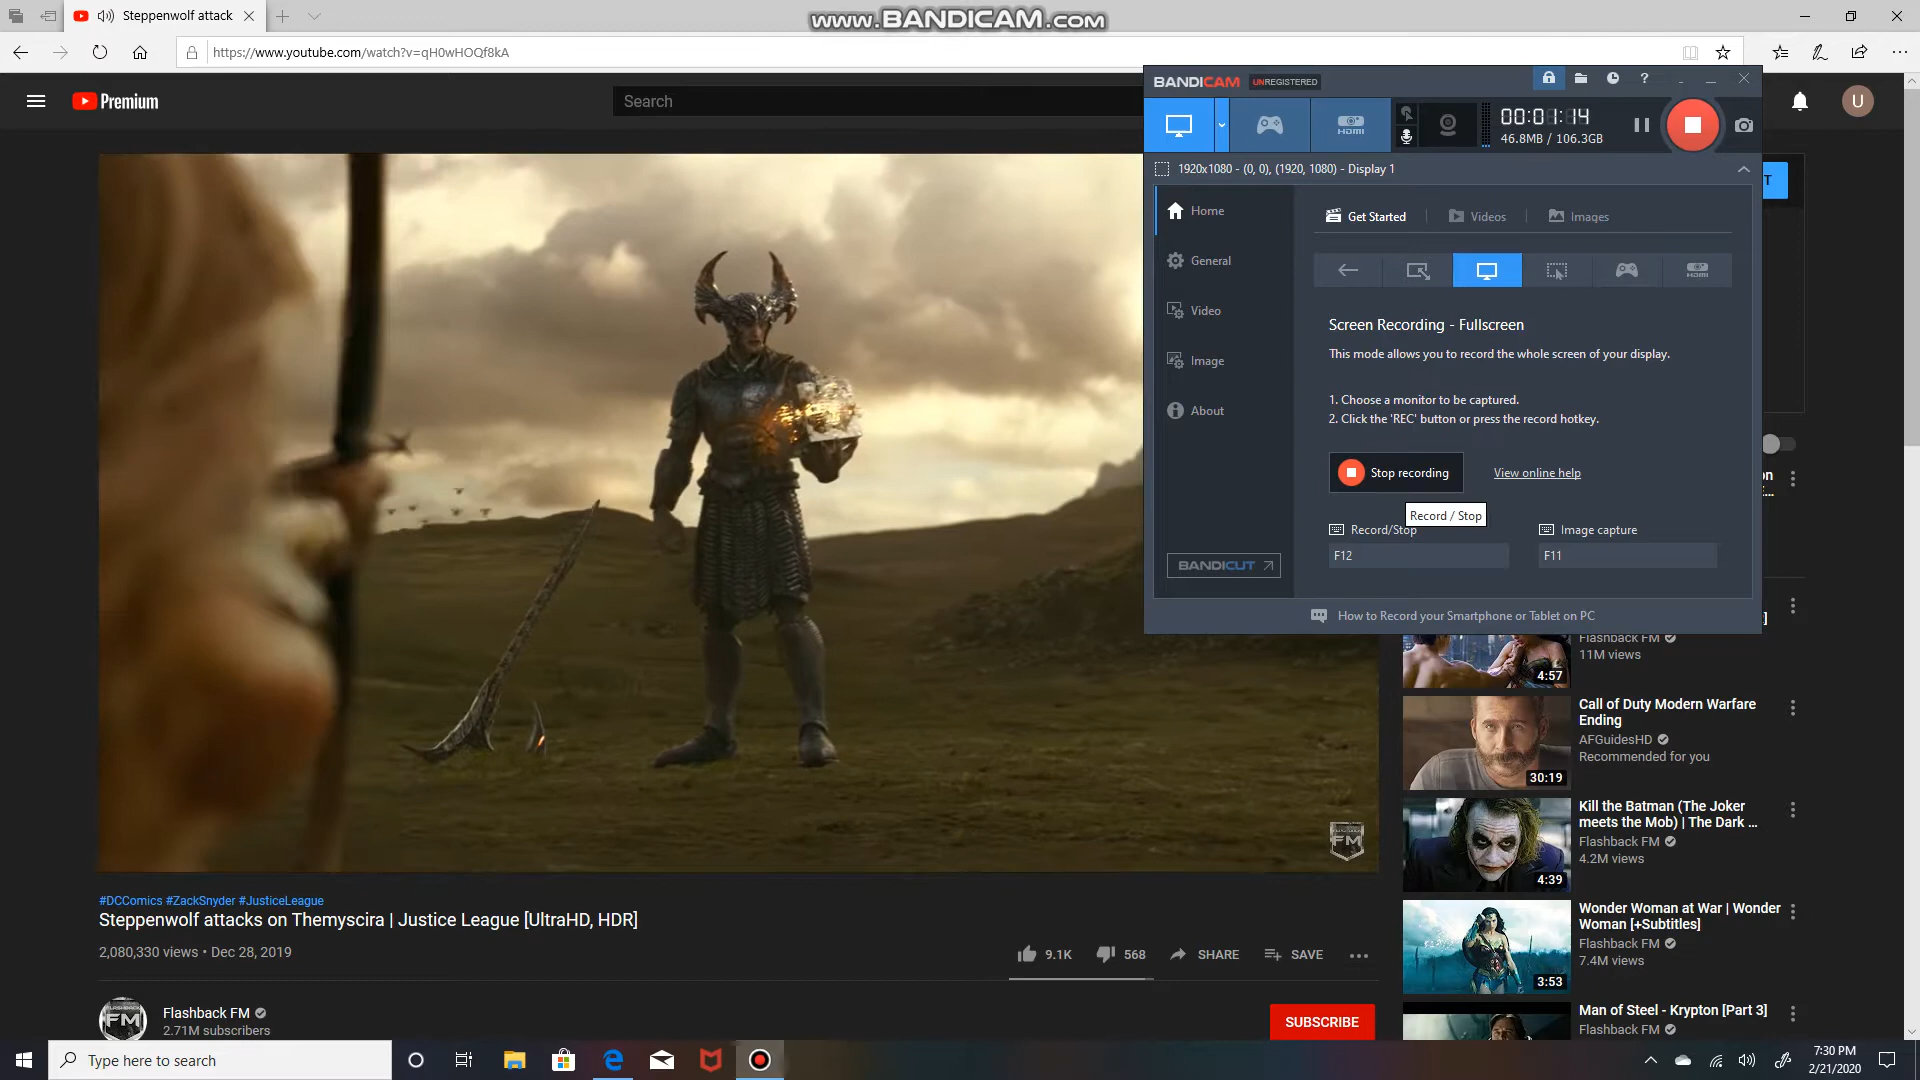 Steppenwolf attack
www.BANDICAM.com
https://www.youtube.com/watch?v=qH0wHOQf8kA
Premium
Search
U
BANDICAM UNREGISTERED
?
HDMI
00:01:14
46.8MB / 106.3GB
1920x1080 - (0, 0), (1920, 1080) - Display 1
T
Home
General
Video
Image
About
BANDICUT
Get Started
Videos
Images
HDMI
Screen Recording - Fullscreen
This mode allows you to record the whole screen of your display.
1. Choose a monitor to be captured.
2. Click the 'REC' button or press the record hotkey.
Stop recording
View online help
Record / Stop
Record/Stop
Image capture
F12
F11
How to Record your Smartphone or Tablet on PC
FM
#DCComics #ZackSnyder #JusticeLeague
Steppenwolf attacks on Themyscira | Justice League [UltraHD, HDR]
2,080,330 views • Dec 28, 2019
9.1K
568
SHARE
SAVE
FM
Flashback FM
2.71M subscribers
SUBSCRIBE
on
E...
]
Flashback FM
11M views
4:57
Call of Duty Modern Warfare
Ending
AFGuidesHD
Recommended for you
30:19
Kill the Batman (The Joker
meets the Mob) | The Dark ...
Flashback FM
4.2M views
4:39
Wonder Woman at War | Wonder
Woman [+Subtitles]
Flashback FM
7.4M views
3:53
Man of Steel - Krypton [Part 3]
Flashback FM
Type here to search
7:30 PM
2/21/2020